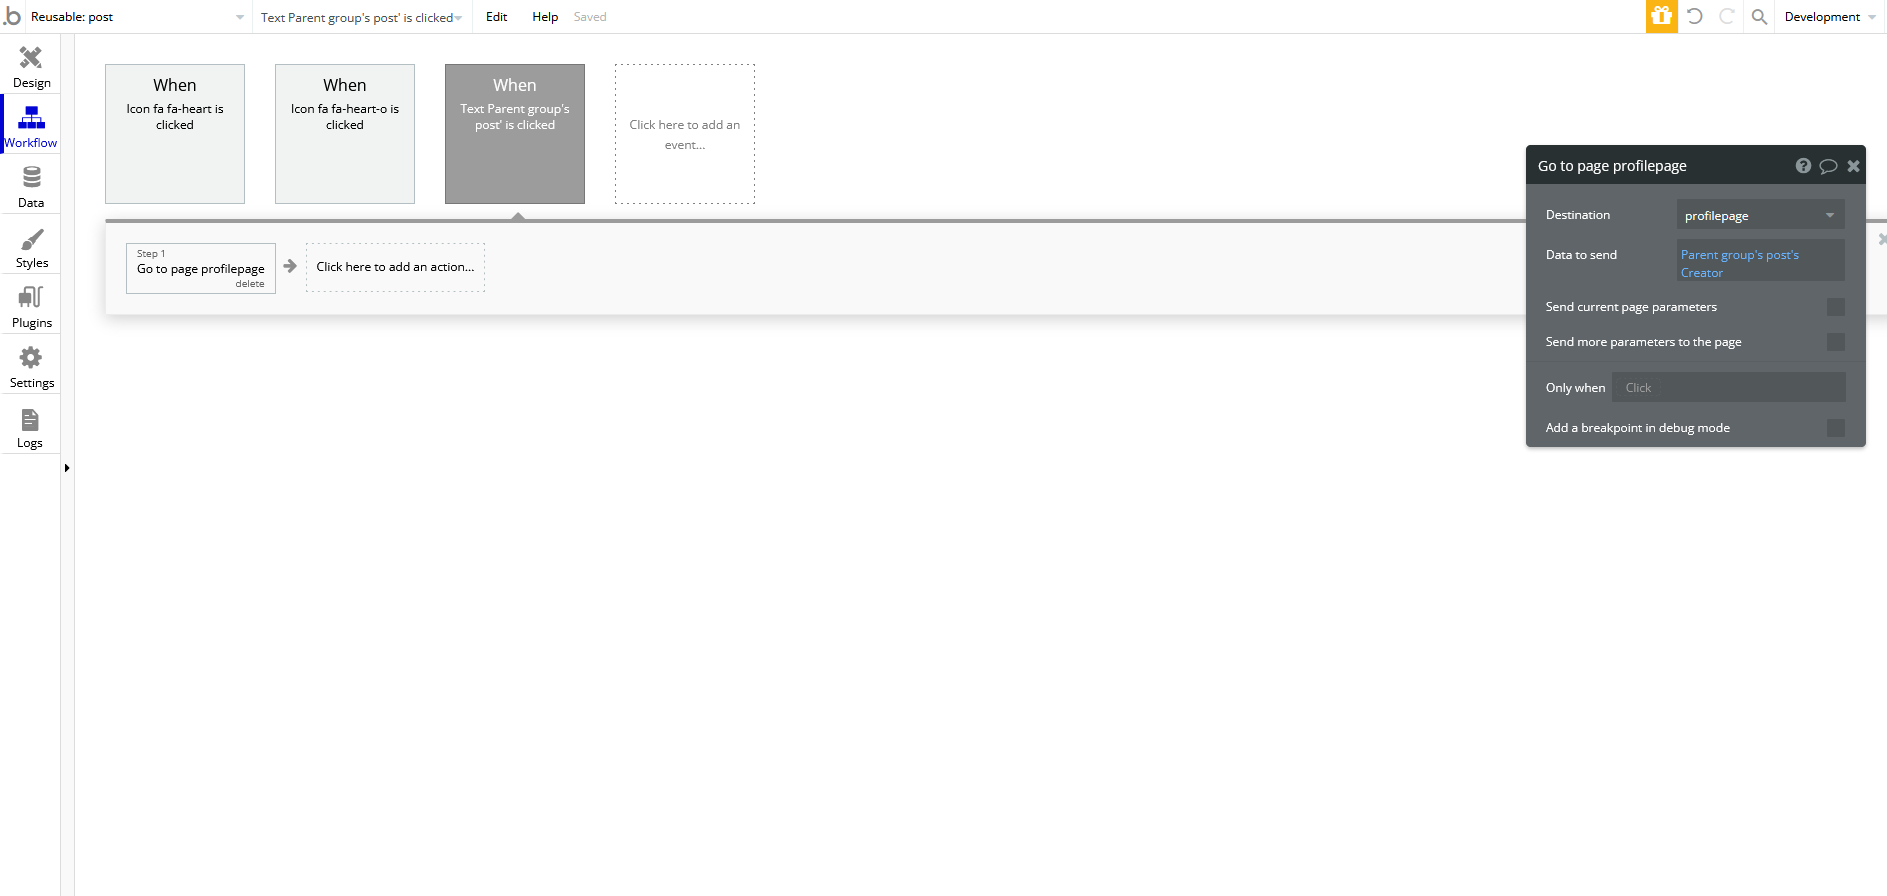 .b Reusable: post Text Parent group's post' is clicked Edit Help Saved Development
Design
Workflow
Data
Styles
Plugins
Settings
Logs
When
Icon fa fa-heart is
clicked
When
Icon fa fa-heart-o is
clicked
When
Text Parent group's
post' is clicked
Click here to add an
event...
Step 1
Go to page profilepage
delete
Click here to add an action...
Go to page profilepage
Destination profilepage
Data to send Parent group's post's
Creator
Send current page parameters
Send more parameters to the page
Only when Click
Add a breakpoint in debug mode